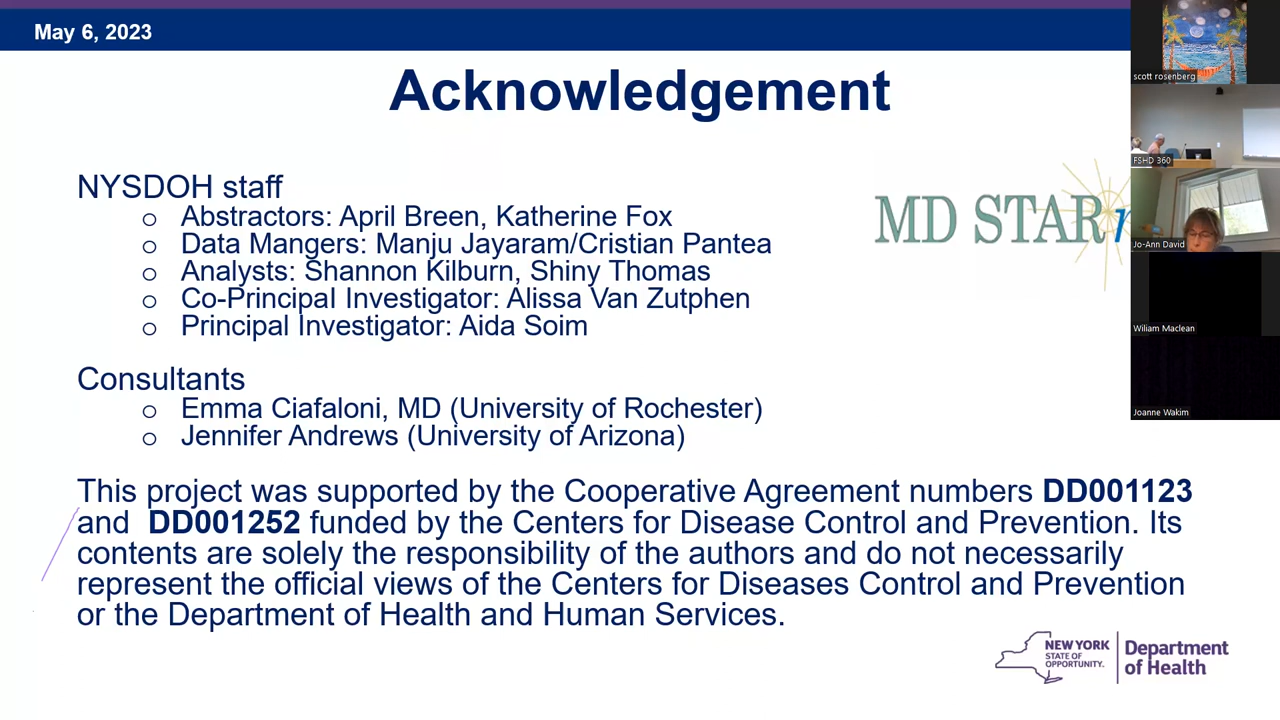 May 6, 2023
Acknowledgement
NYSDOH staff
o Abstractors: April Breen, Katherine Fox
o Data Mangers: Manju Jayaram/Cristian Pantea
o Analysts: Shannon Kilburn, Shiny Thomas
o Co-Principal Investigator: Alissa Van Zutphen
o Principal Investigator: Aida Soim
MD STARn
Consultants
o Emma Ciafaloni, MD (University of Rochester)
o Jennifer Andrews (University of Arizona)
This project was supported by the Cooperative Agreement numbers DD001123
and DD001252 funded by the Centers for Disease Control and Prevention. Its
contents are solely the responsibility of the authors and do not necessarily
represent the official views of the Centers for Diseases Control and Prevention
or the Department of Health and Human Services.
NEW YORK
STATE OF
OPPORTUNITY.
Department
of Health
scott rosenberg
FSHD 360
Jo-Ann David
Wiliam Maclean
Joanne Wakim